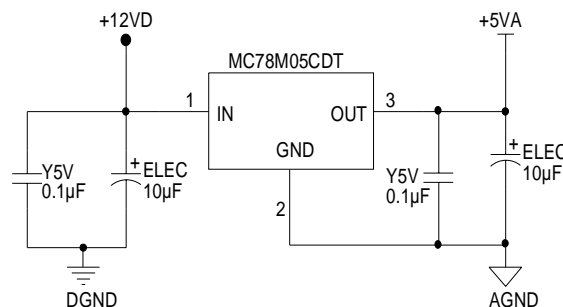 +12VD
+5VA
MC78M05CDT
1
3
IN
OUT
GND
+
ELEC
10µF
Y5V
0.1µF
2
Y5V
0.1µF
+
ELEC
10µF
DGND
AGND